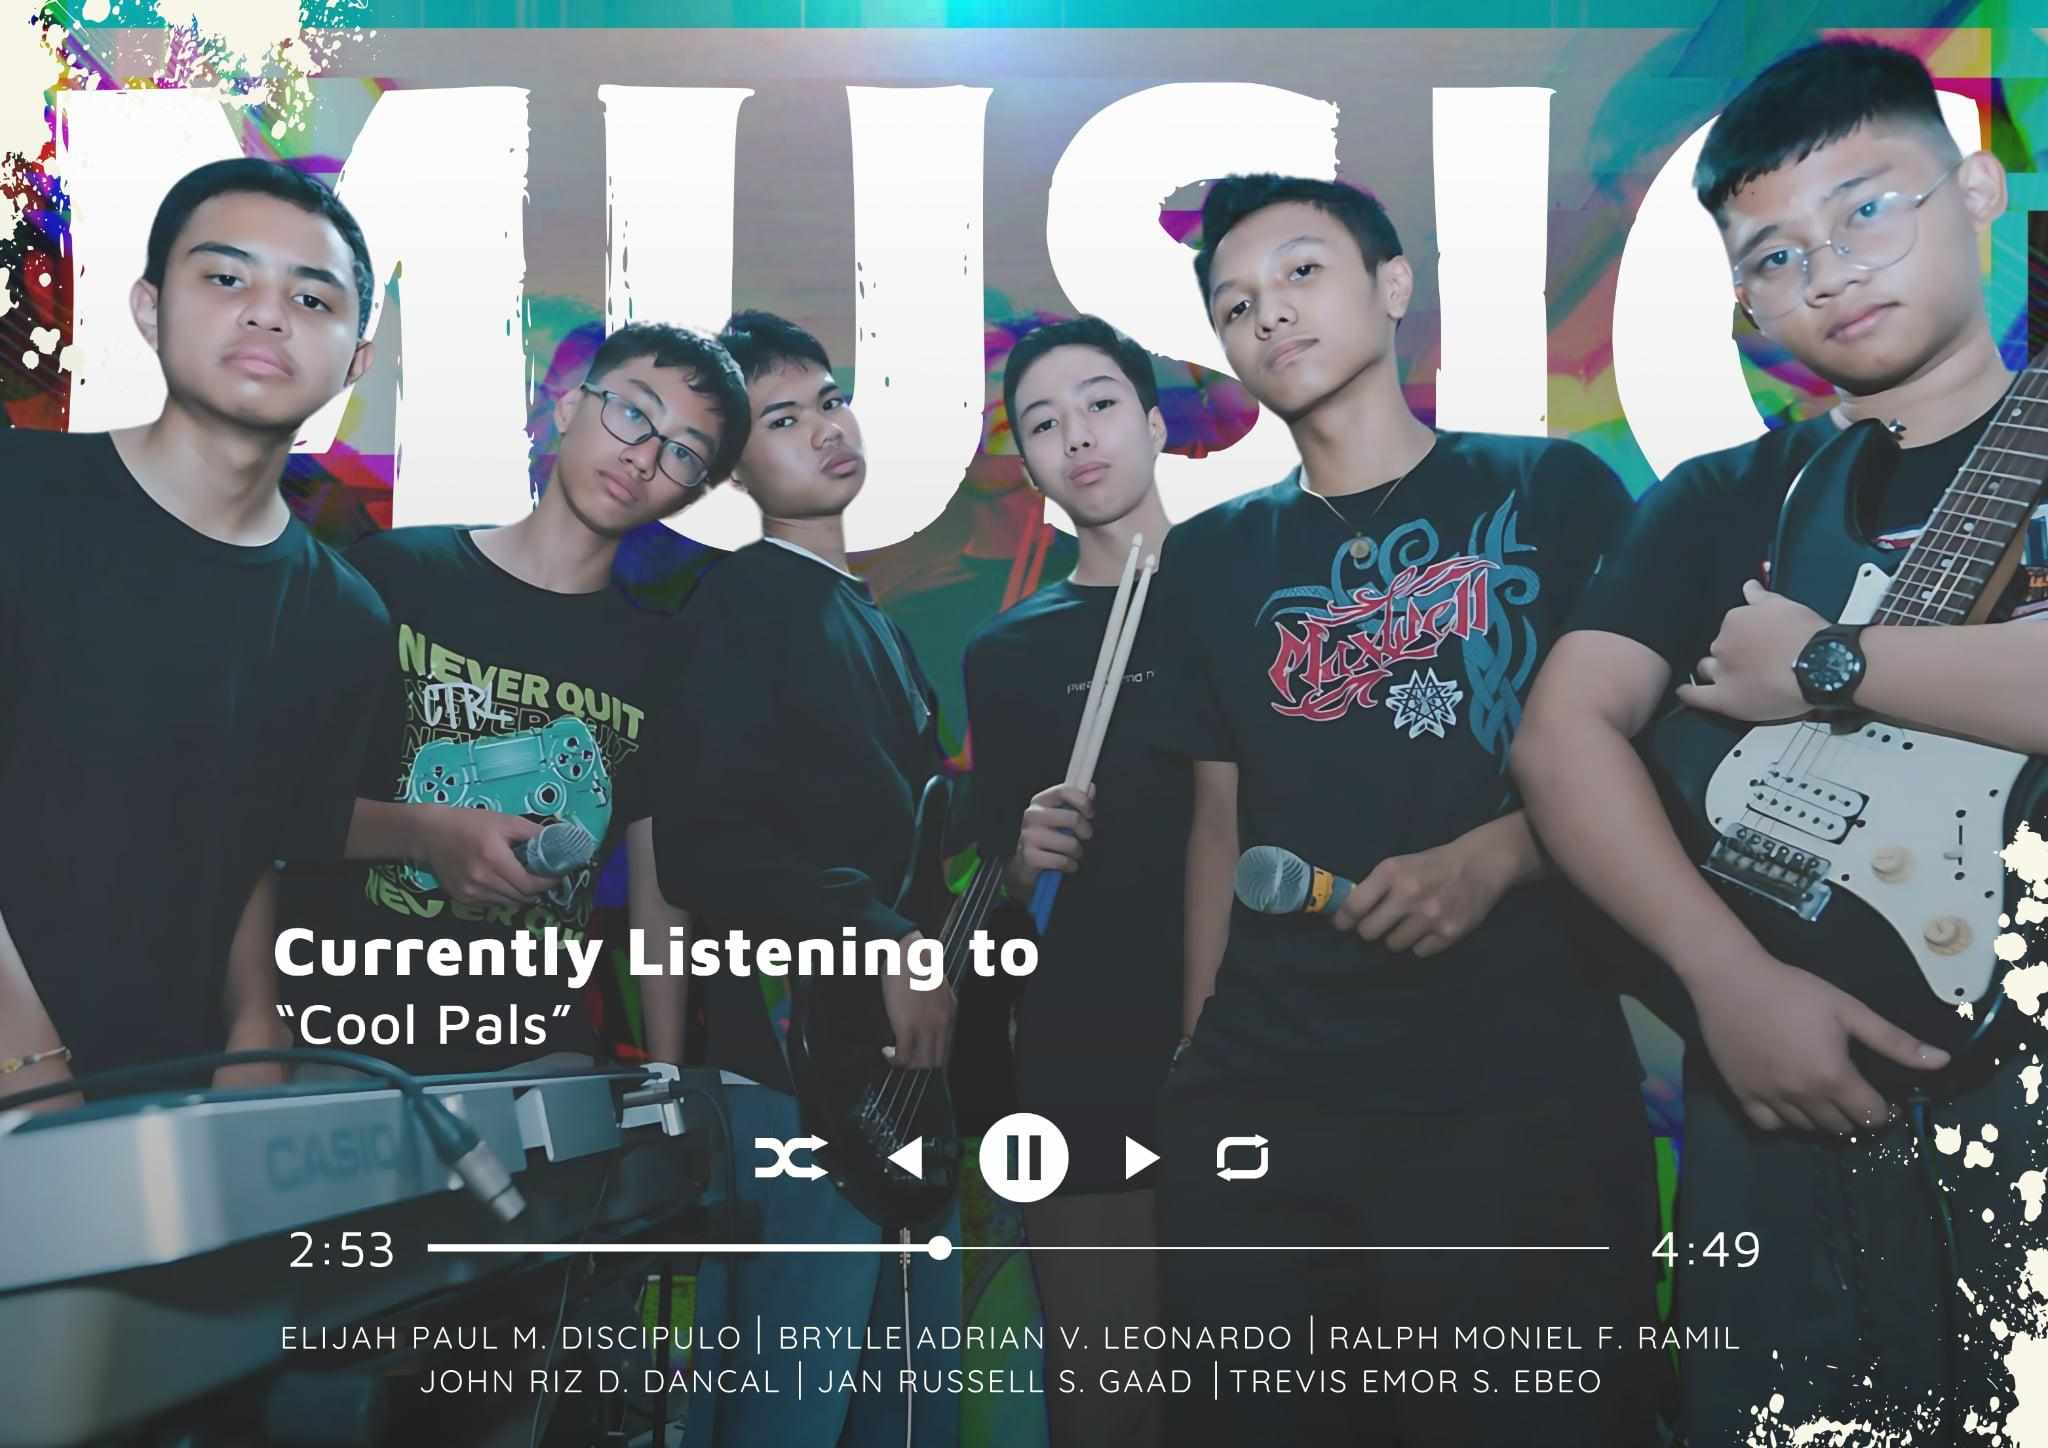 MUSIC
NEVER QUIT
CTRL
Maxwell
Currently Listening to
“Cool Pals”
CASIO
2:53
4:49
ELIJAH PAUL M. DISCIPULO | BRYLLE ADRIAN V. LEONARDO | RALPH MONIEL F. RAMIL
JOHN RIZ D. DANCAL | JAN RUSSELL S. GAAD | TREVIS EMOR S. EBEO